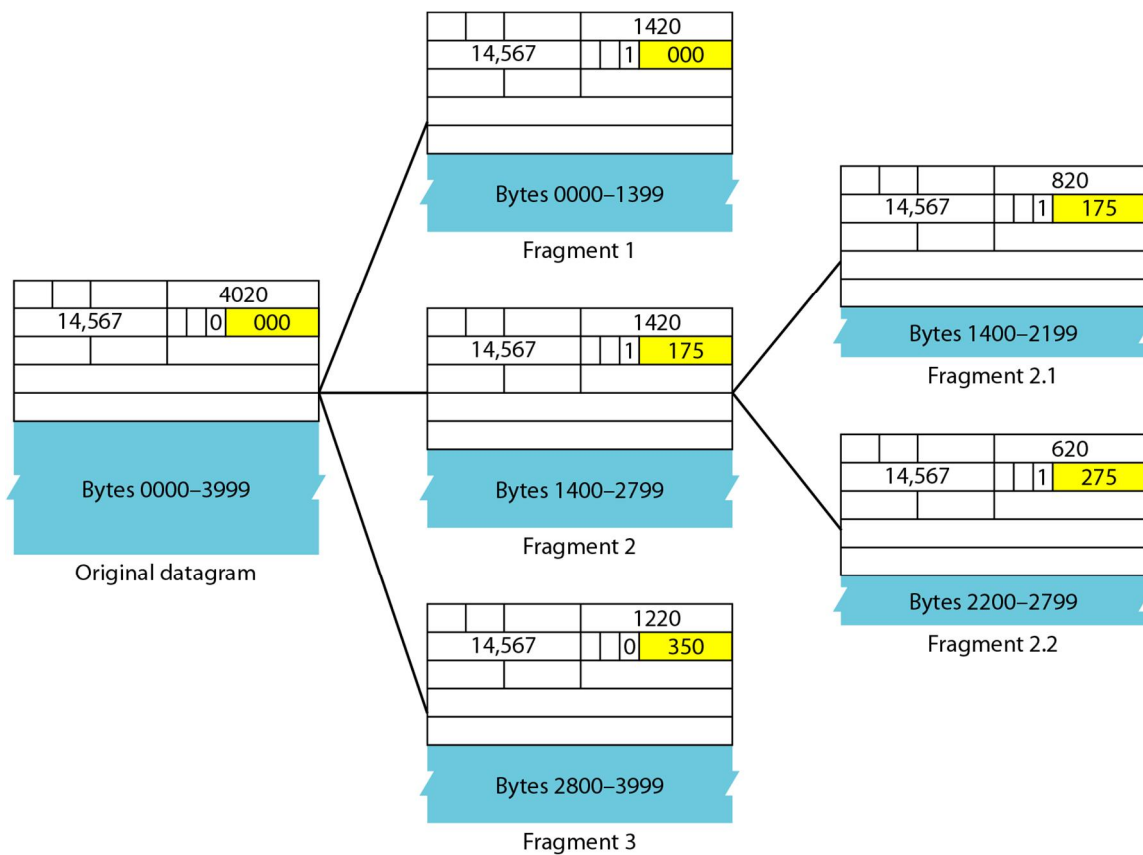 4020
14,567 0 000
Bytes 0000–3999
Original datagram
1420
14,567 1 000
Bytes 0000–1399
Fragment 1
1420
14,567 1 175
Bytes 1400–2799
Fragment 2
1220
14,567 0 350
Bytes 2800–3999
Fragment 3
820
14,567 1 175
Bytes 1400–2199
Fragment 2.1
620
14,567 1 275
Bytes 2200–2799
Fragment 2.2